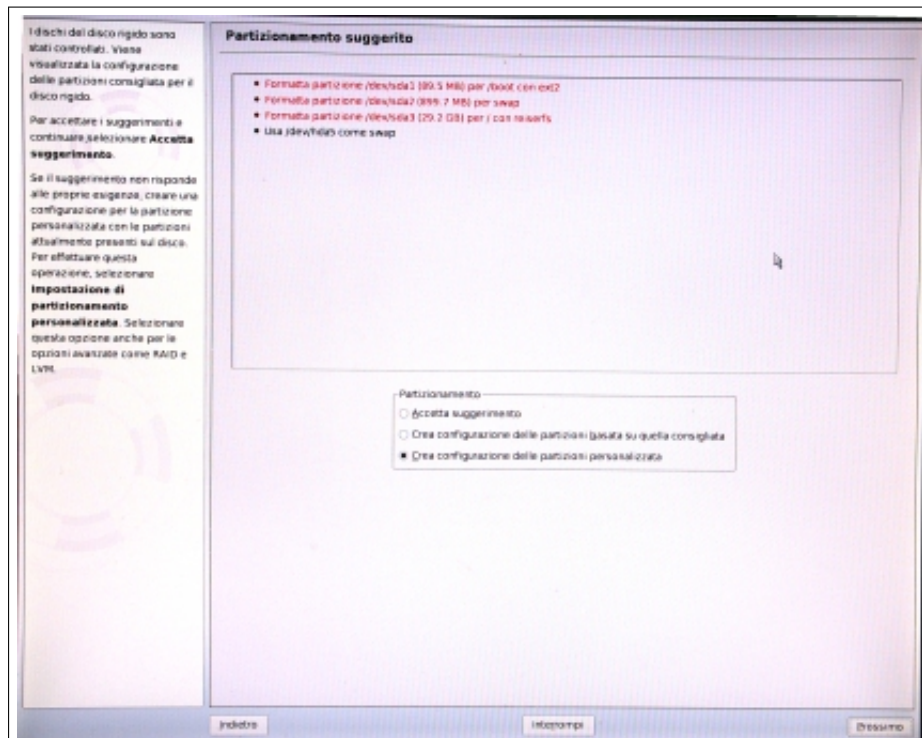 I dischi del disco rigido sono
stati controllati. Viene
visualizzata la configurazione
delle partizioni consigliata per il
disco rigido.
Per accettare i suggerimenti e
continuare,selezionare Accetta
suggerimento.
Se il suggerimento non risponde
alle proprie esigenze, creare una
configurazione per la partizione
personalizzata con le partizioni
attualmente presenti sul disco.
Per effettuare questa
operazione, selezionare
Impostazione di
partizionamento
personalizzata. Selezionare
questa opzione anche per le
opzioni avanzate come RAID e
LVM.
Partizionamento suggerito
Formatta partizione /dev/sda1 (89.5 MB) per /boot con ext2
Formatta partizione /dev/sda2 (899.7 MB) per swap
Formatta partizione /dev/sda3 (29.2 GB) per / con reiserfs
Usa /dev/hda5 come swap
Partizionamento
Accetta suggerimento
Crea configurazione delle partizioni basata su quella consigliata
Crea configurazione delle partizioni personalizzata
Indietro
Interrompi
Prossimo